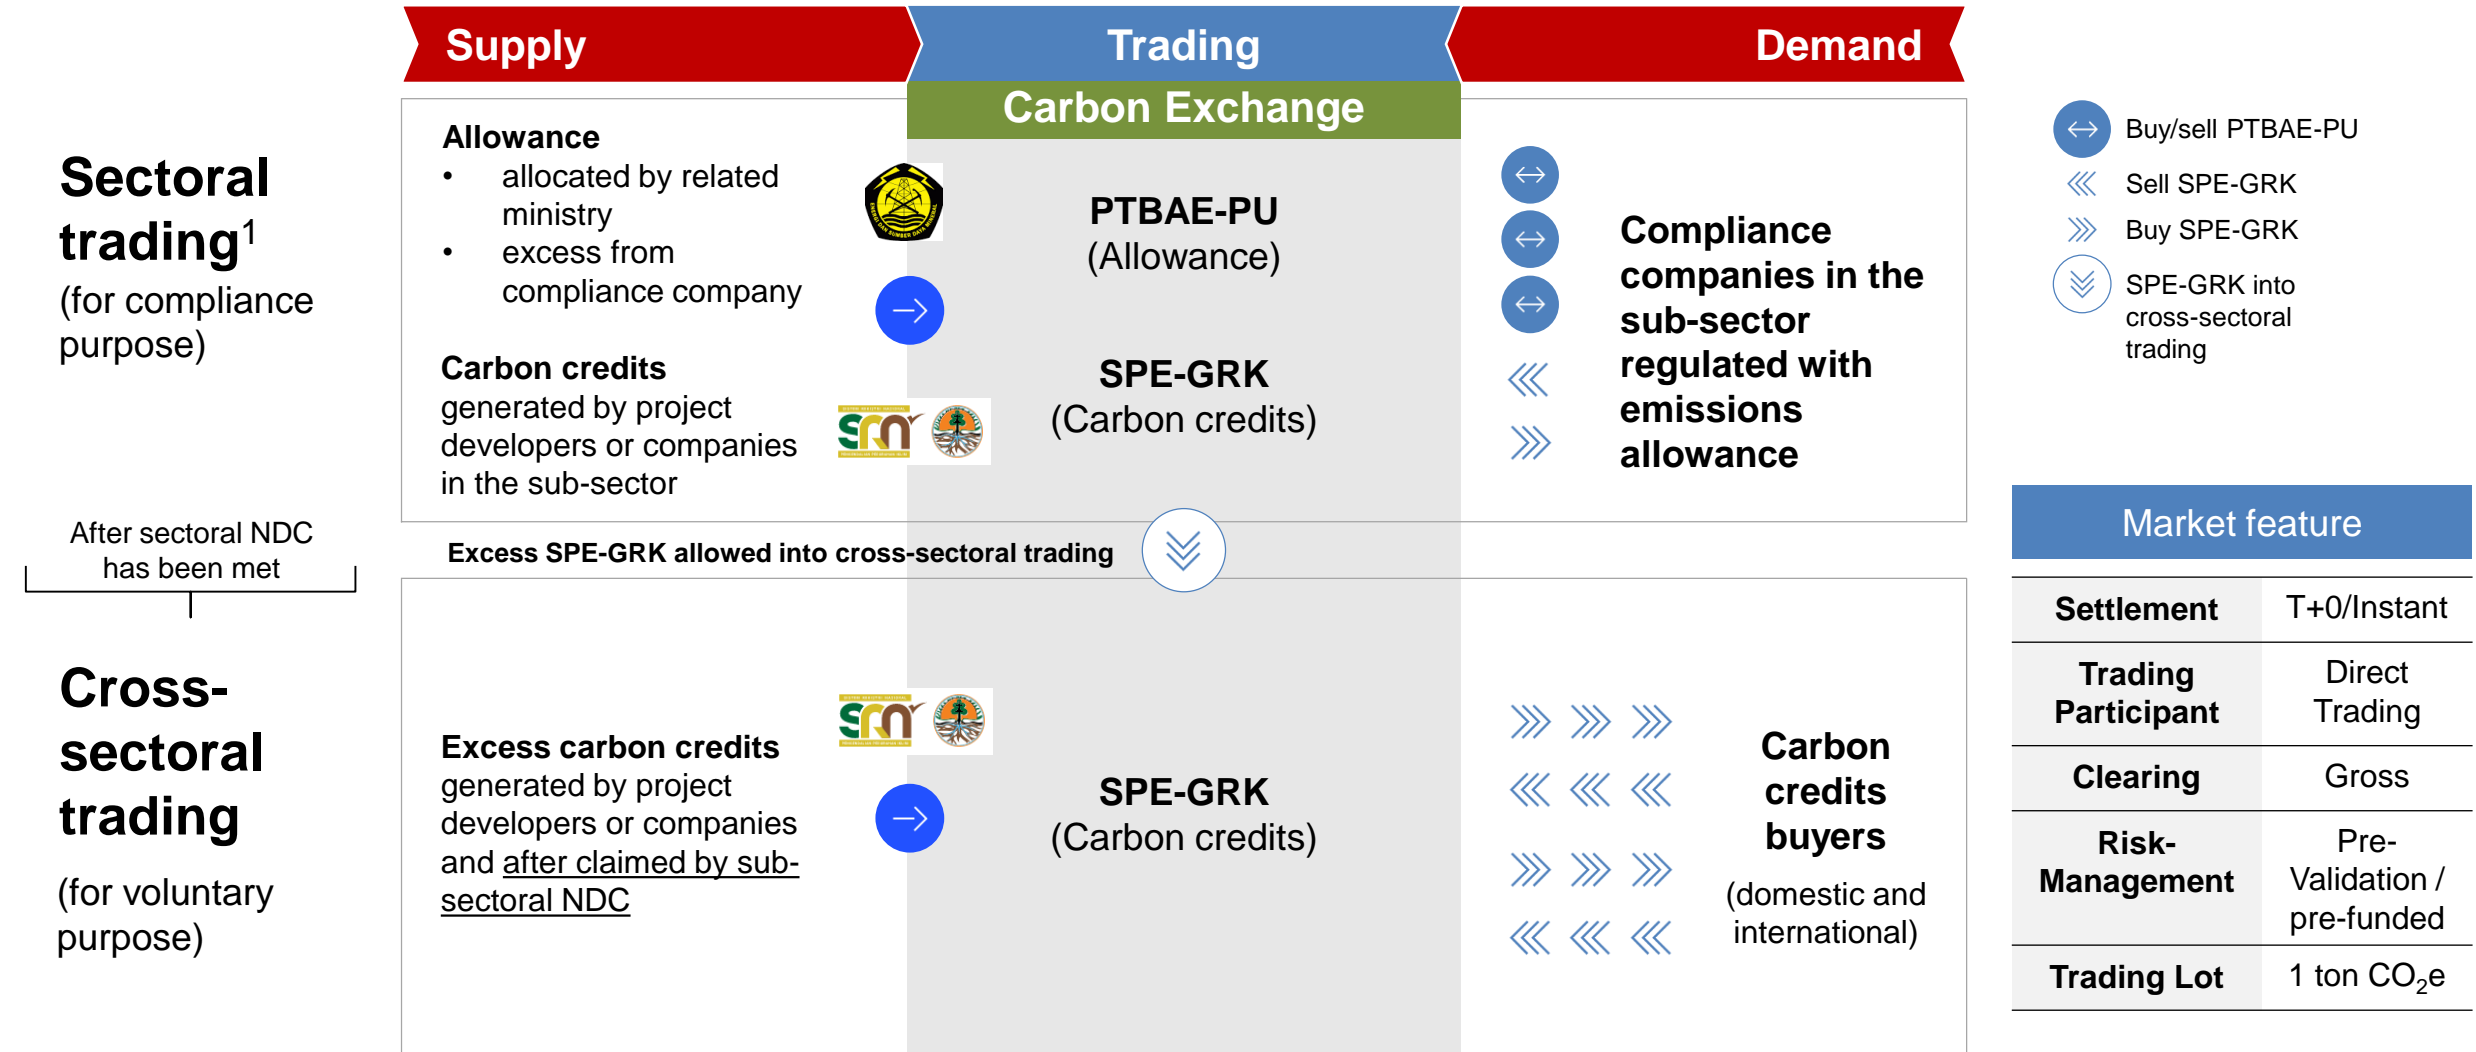 Supply
Trading
Demand
Carbon Exchange
Sectoral
trading1
(for compliance
purpose)
Allowance
• allocated by related
ministry
• excess from
compliance company
Carbon credits
generated by project
developers or companies
in the sub-sector
PTBAE-PU
(Allowance)
SPE-GRK
(Carbon credits)
Compliance
companies in the
sub-sector
regulated with
emissions
allowance
Buy/sell PTBAE-PU
Sell SPE-GRK
Buy SPE-GRK
SPE-GRK into
cross-sectoral
trading
After sectoral NDC
has been met
Excess SPE-GRK allowed into cross-sectoral trading
Cross-
sectoral
trading
(for voluntary
purpose)
Excess carbon credits
generated by project
developers or companies
and after claimed by sub-
sectoral NDC
SRN
SPE-GRK
(Carbon credits)
Carbon
credits
buyers
(domestic and
international)
Market feature
Settlement
T+0/Instant
Trading
Participant
Direct
Trading
Clearing
Gross
Risk-
Management
Pre-
Validation /
pre-funded
Trading Lot
1 ton CO2e